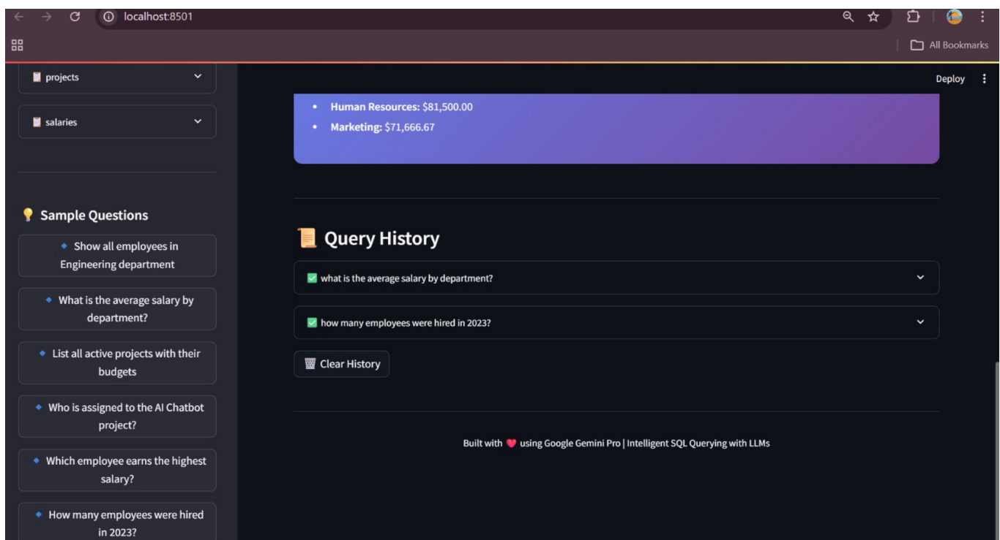 localhost:8501
All Bookmarks
📋 projects
📋 salaries
💡 Sample Questions
🔹 Show all employees in
Engineering department
🔹 What is the average salary by
department?
🔹 List all active projects with their
budgets
🔹 Who is assigned to the AI Chatbot
project?
🔹 Which employee earns the highest
salary?
🔹 How many employees were hired
in 2023?
Deploy
• Human Resources: $81,500.00
• Marketing: $71,666.67
📜 Query History
✅ what is the average salary by department?
✅ how many employees were hired in 2023?
🗑️ Clear History
Built with ❤️ using Google Gemini Pro | Intelligent SQL Querying with LLMs